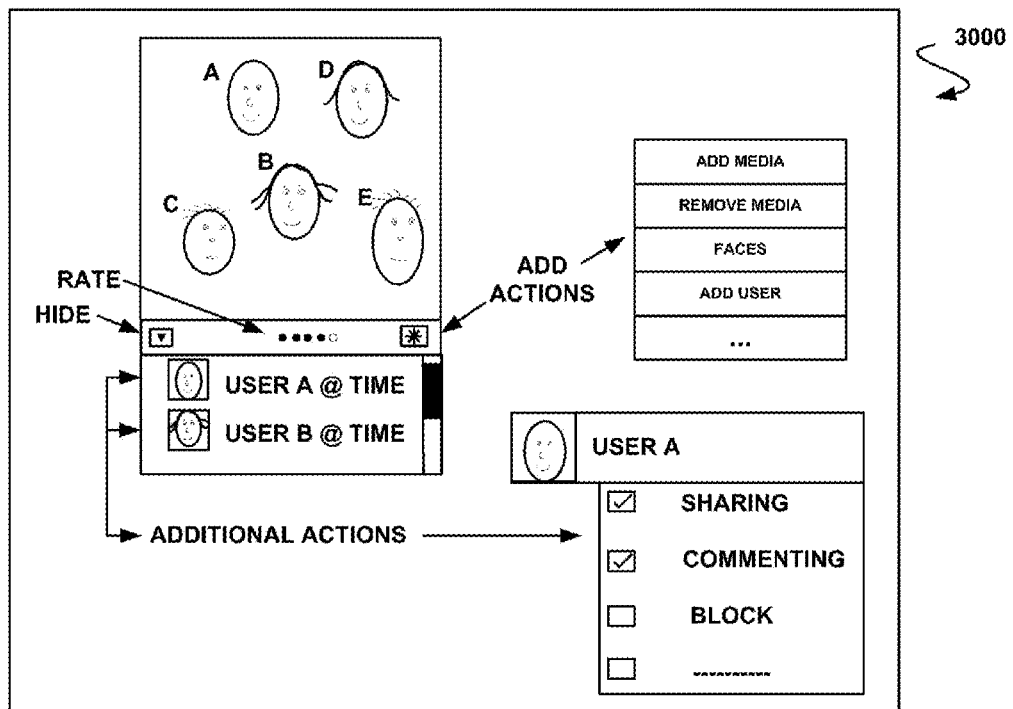 3000
A
D
B
C
E
RATE
HIDE
ADD
ACTIONS
ADD MEDIA
REMOVE MEDIA
FACES
ADD USER
...
USER A @ TIME
USER B @ TIME
ADDITIONAL ACTIONS
USER A
SHARING
COMMENTING
BLOCK
----------